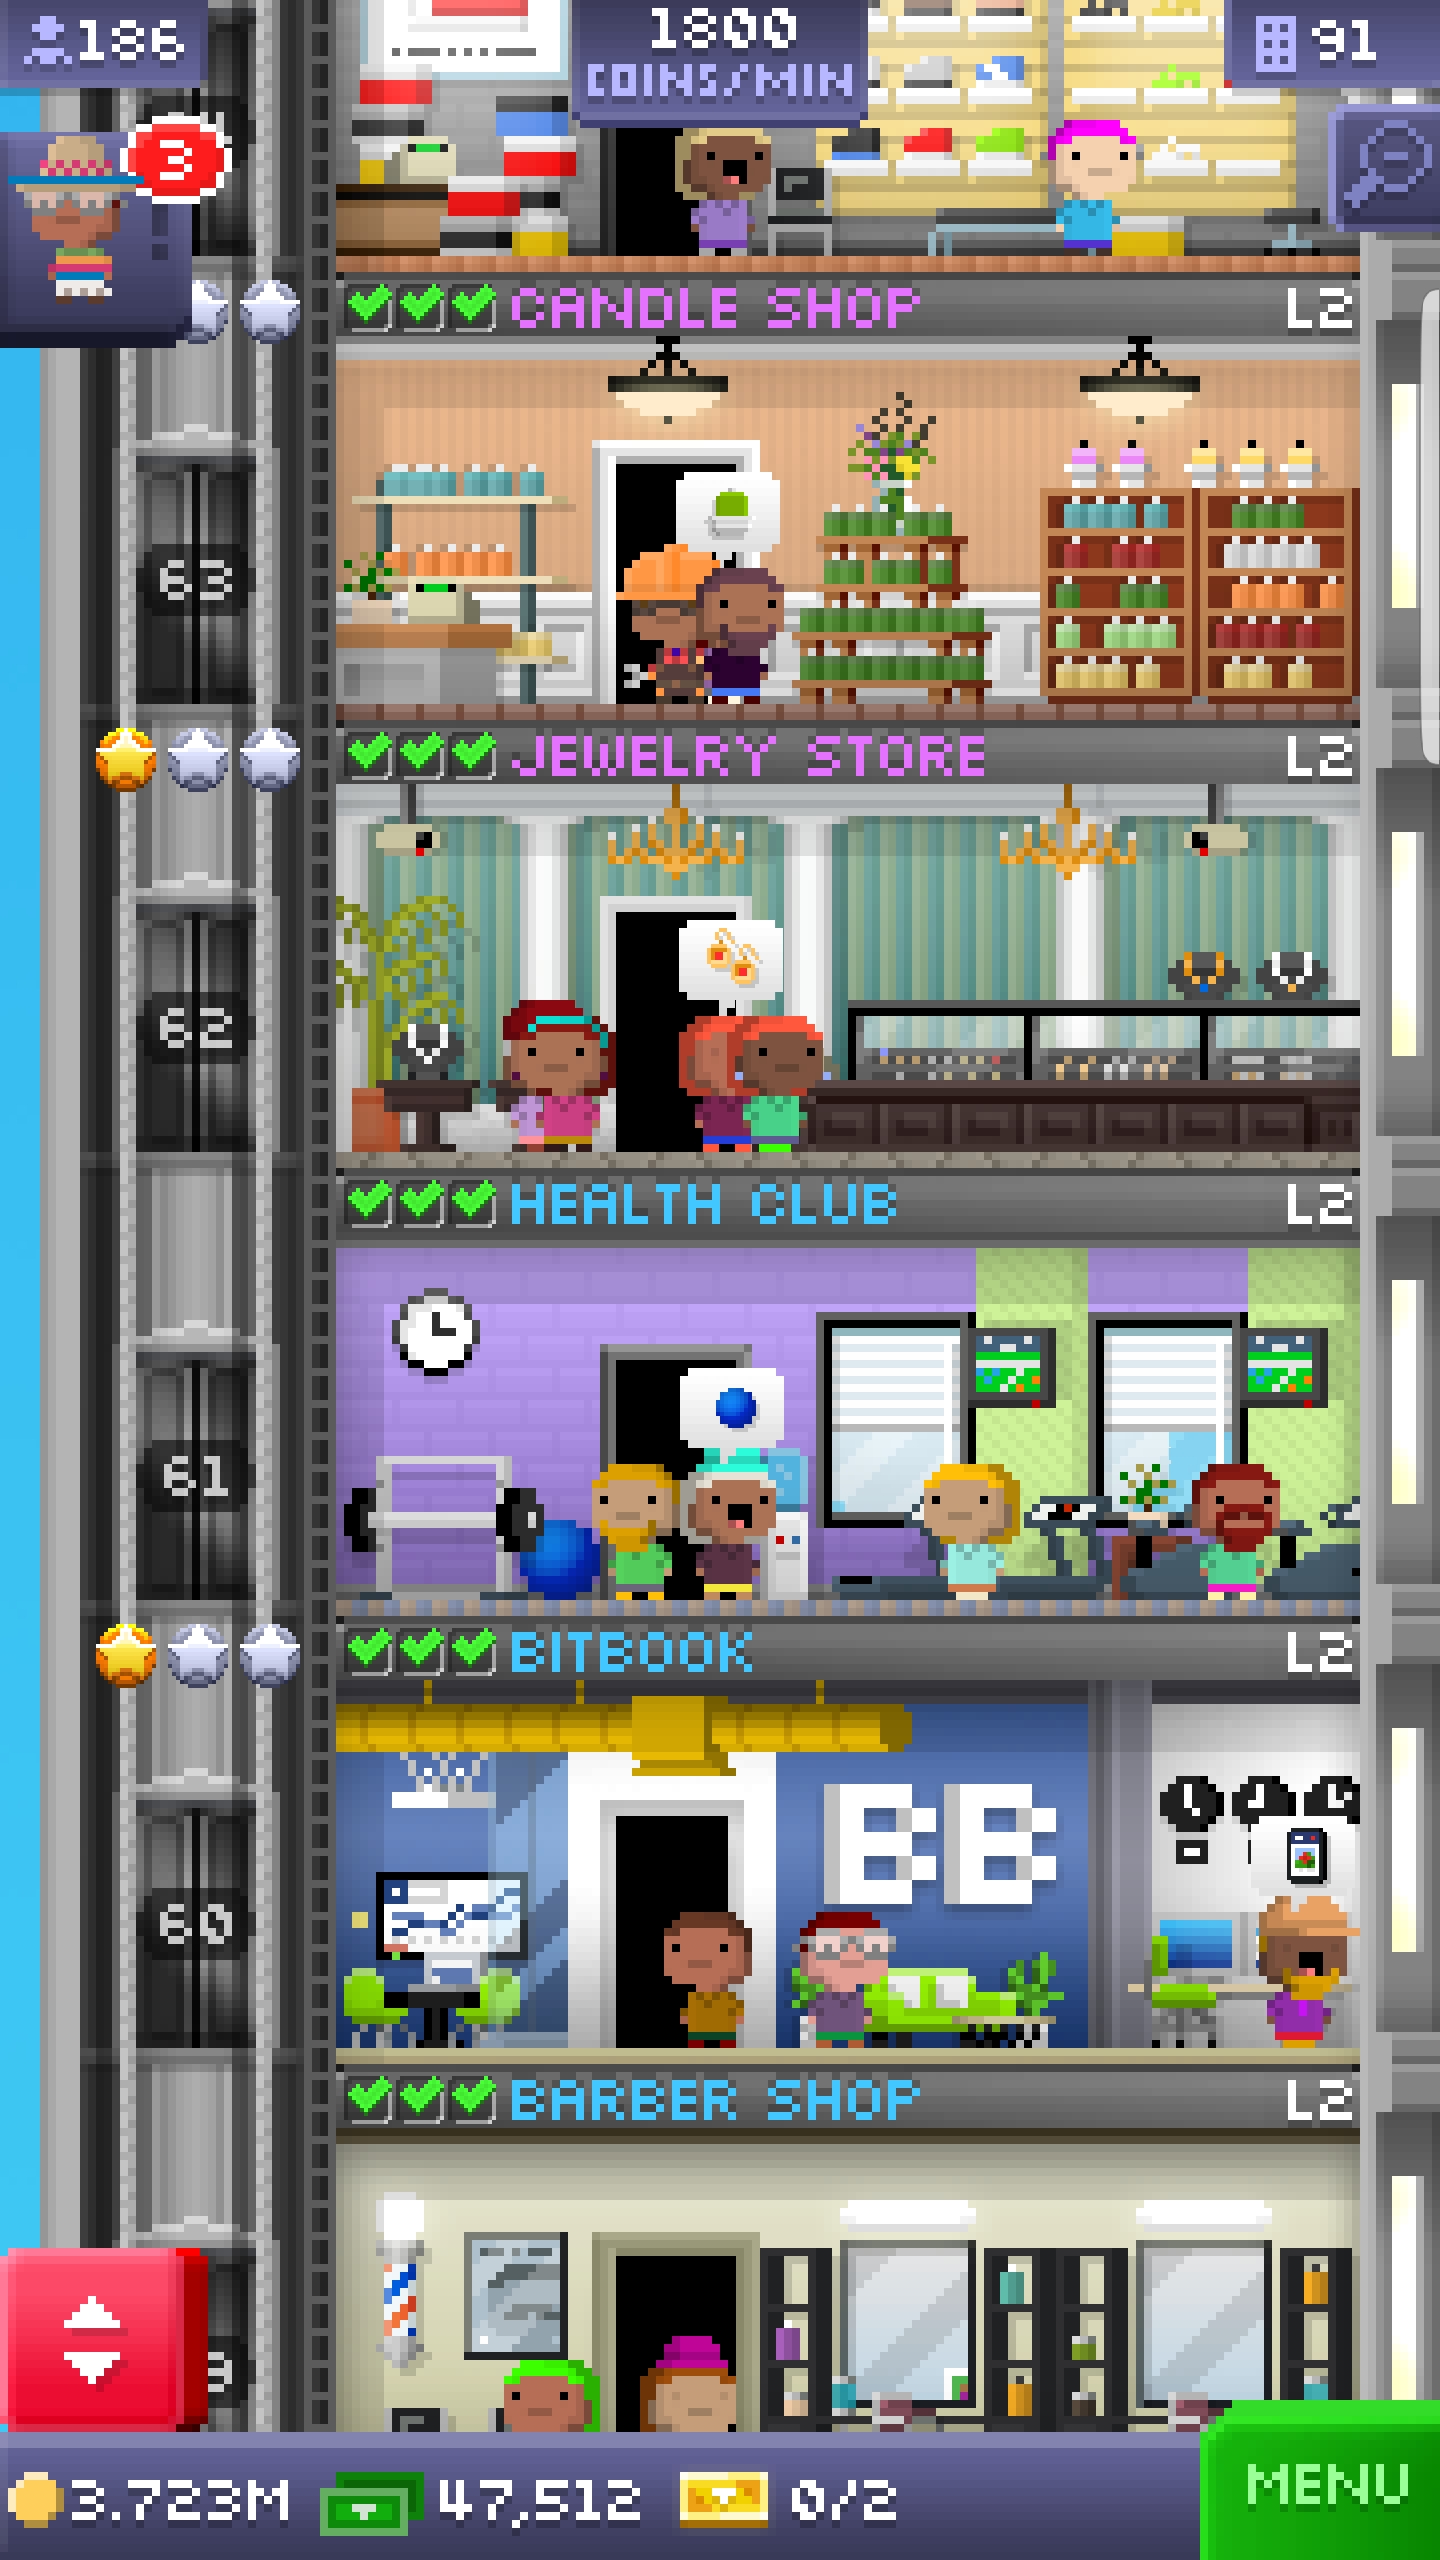 186
1800
COINS/MIN
91
3
CANDLE SHOP L2
63
JEWELRY STORE L2
62
HEALTH CLUB L2
61
BITBOOK L2
BB
60
BARBER SHOP L2
3.723M 47,512 0/2
MENU